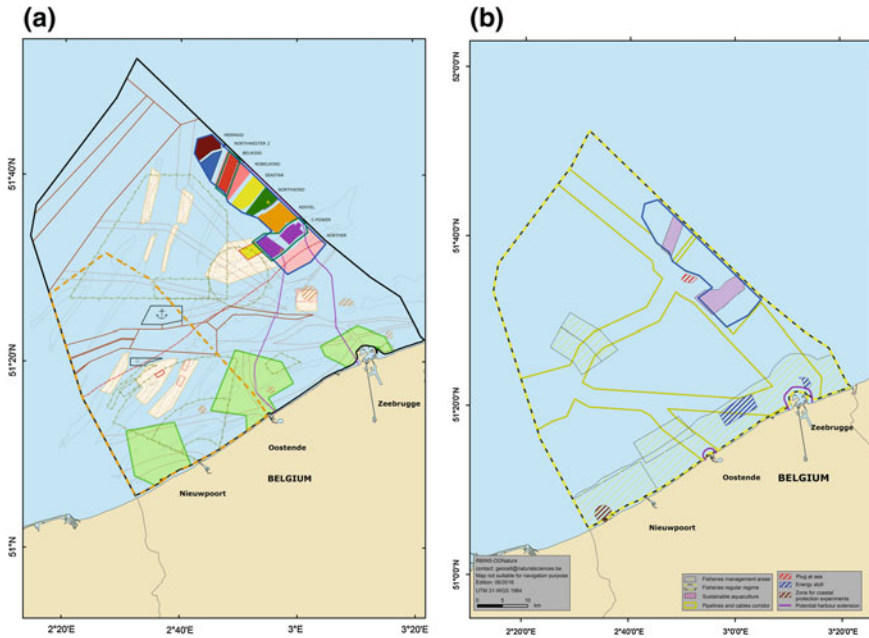 (a)
(b)
MERMAID
NORTHWESTER 2
BELWIND
NOBELWIND
SEASTAR
NORTHWIND
RENTEL
C-POWER
NORTHER
51°40'N
51°20'N
51°N
Zeebrugge
Oostende
BELGIUM
Nieuwpoort
2°20'E
2°40'E
3°E
3°20'E
52°0'0"N
51°40'0"N
51°20'0"N
51°0'0"N
Zeebrugge
Oostende
BELGIUM
Nieuwpoort
RBINS-ODNature
Map not suitable for navigation purpose
UTM 31-WGS 1984
0 5 10
km
Fisheries management areas
Fisheries regular regime
Sustainable aquaculture
Pipelines and cables corridor
Plug at sea
Energy atoll
Zone for coastal
protection experiments
Potential harbour extension
2°20'0"E
2°40'0"E
3°0'0"E
3°20'0"E